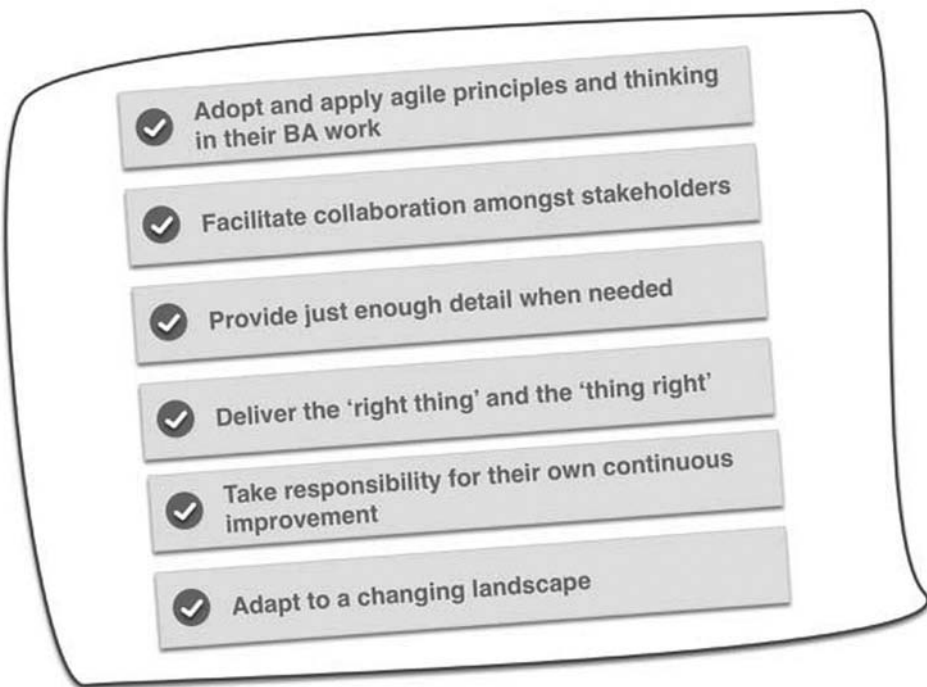 Adopt and apply agile principles and thinking
in their BA work
Facilitate collaboration amongst stakeholders
Provide just enough detail when needed
Deliver the ‘right thing’ and the ‘thing right’
Take responsibility for their own continuous
improvement
Adapt to a changing landscape